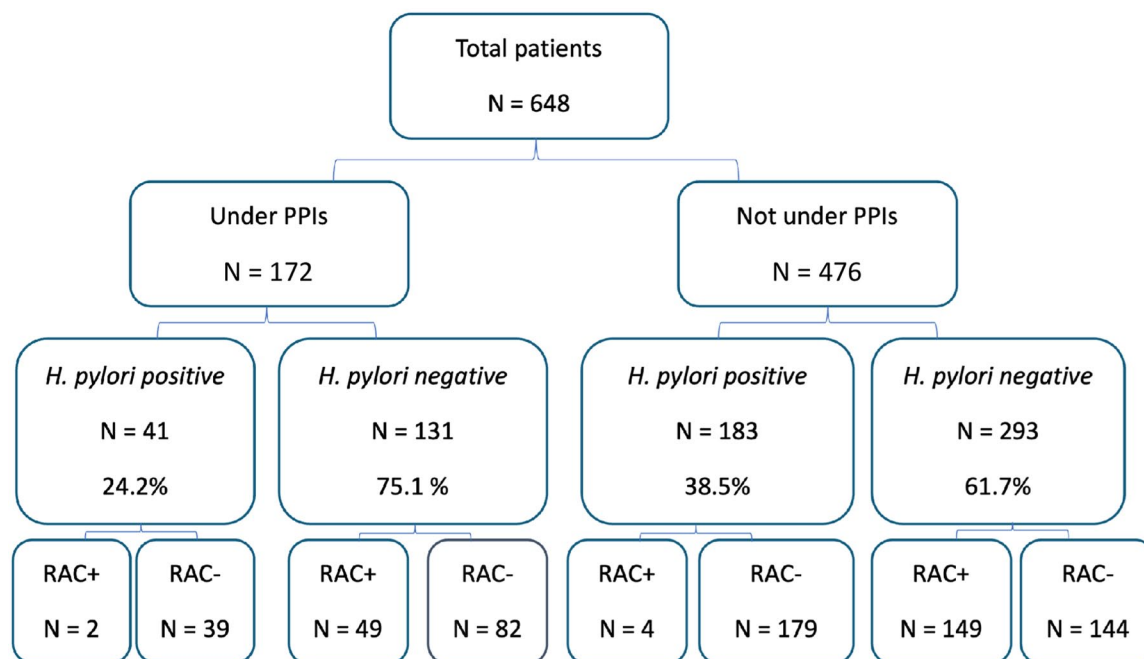 Total patients
N = 648
Under PPIs
N = 172
Not under PPIs
N = 476
H. pylori positive
N = 41
24.2%
H. pylori negative
N = 131
75.1 %
H. pylori positive
N = 183
38.5%
H. pylori negative
N = 293
61.7%
RAC+
N = 2
RAC-
N = 39
RAC+
N = 49
RAC-
N = 82
RAC+
N = 4
RAC-
N = 179
RAC+
N = 149
RAC-
N = 144